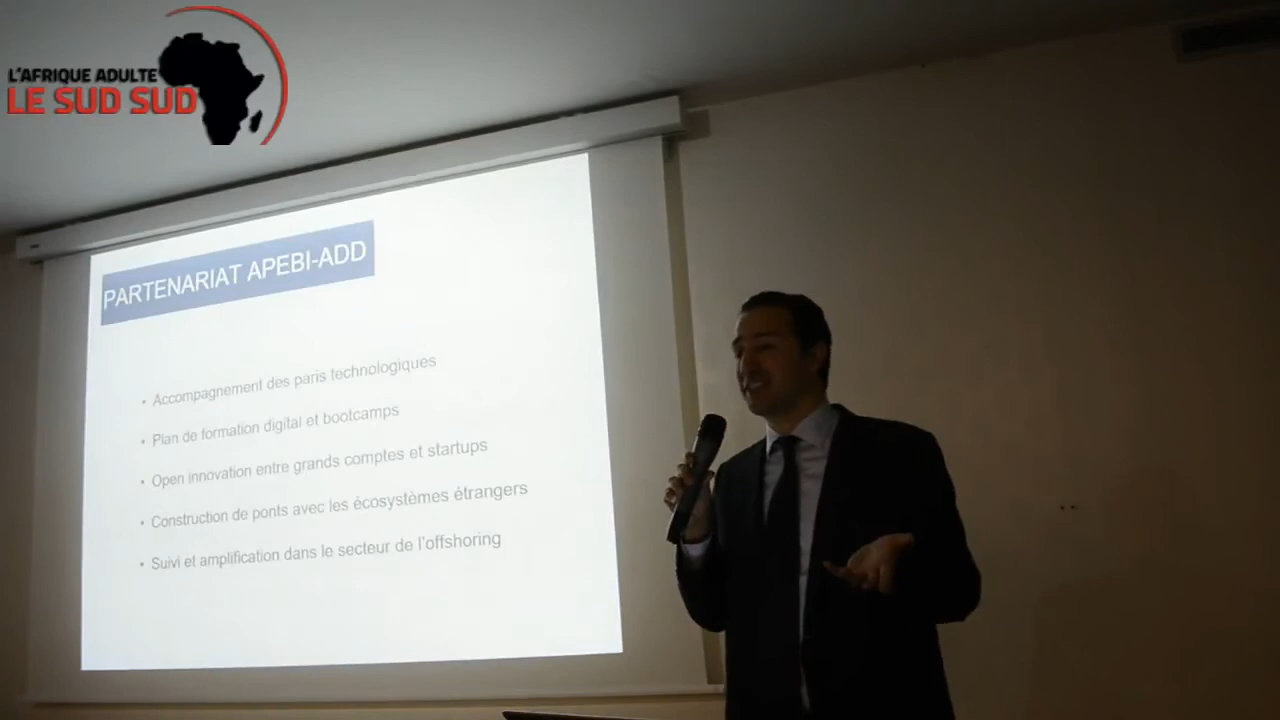 L'AFRIQUE ADULTE
LE SUD SUD
PARTENARIAT APEBI-ADD
• Accompagnement des paris technologiques
• Plan de formation digital et bootcamps
• Open innovation entre grands comptes et startups
• Construction de ponts avec les écosystèmes étrangers
• Suivi et amplification dans le secteur de l'offshoring